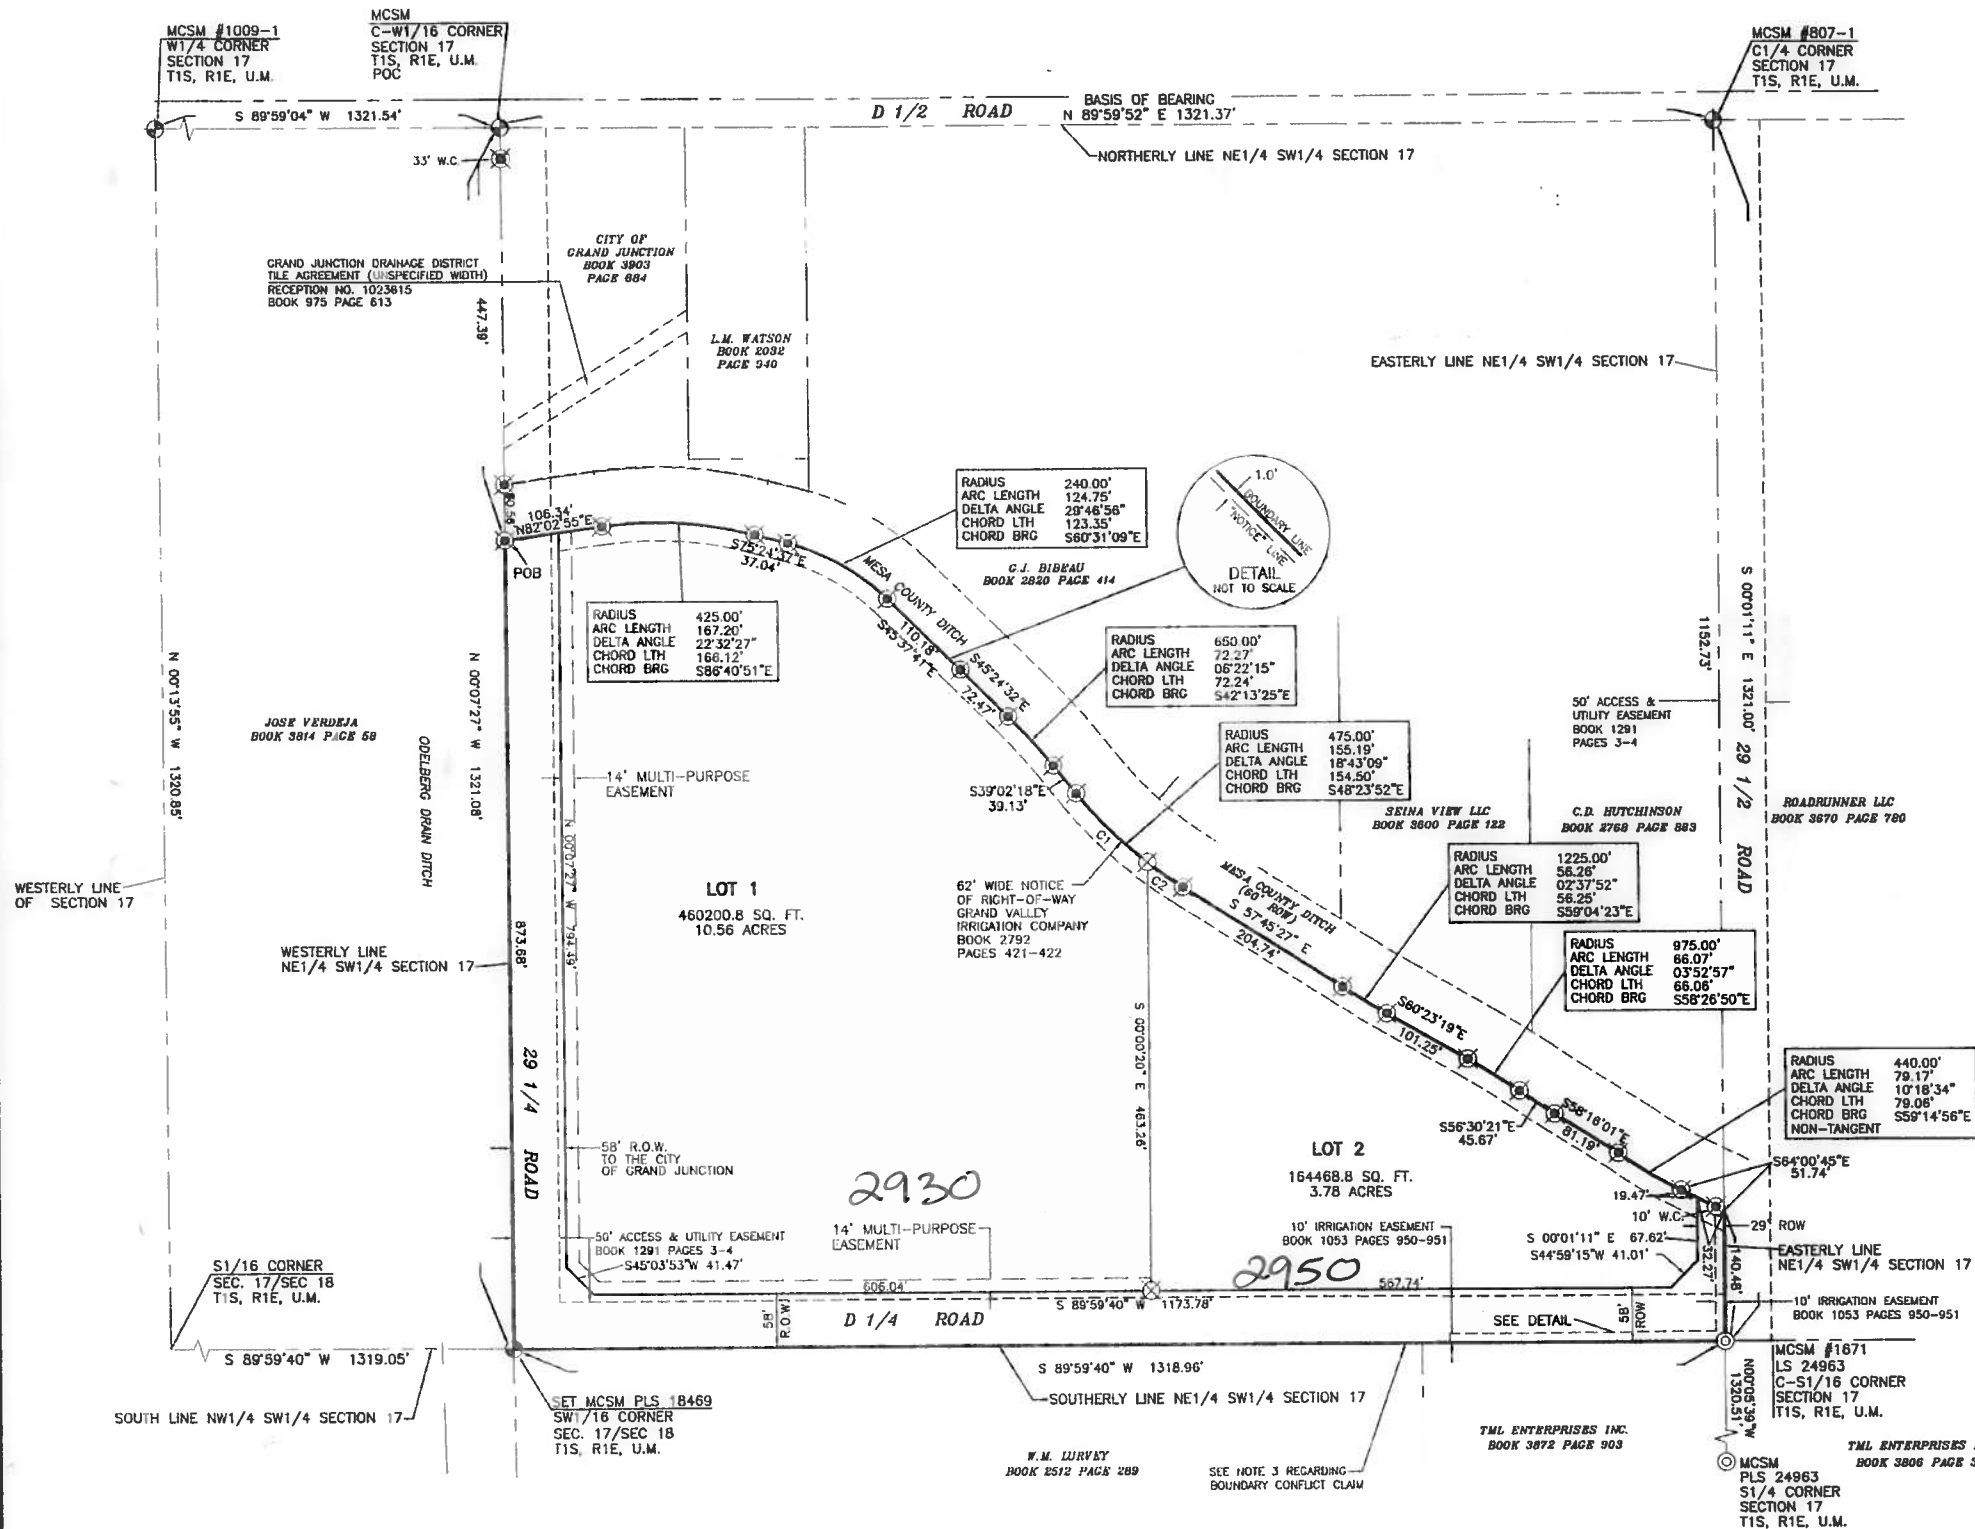 MCSM #1009-1
W1/4 CORNER
SECTION 17
T1S, R1E, U.M.
MCSM
C-W1/16 CORNER
SECTION 17
T1S, R1E, U.M.
POC
MCSM #807-1
C1/4 CORNER
SECTION 17
T1S, R1E, U.M.
S 89°59'04" W 1321.54'
D 1/2 ROAD
BASIS OF BEARING
N 89°59'52" E 1321.37'
NORTHERLY LINE NE1/4 SW1/4 SECTION 17
33' W.C.
GRAND JUNCTION DRAINAGE DISTRICT
TILE AGREEMENT (UNSPECIFIED WIDTH)
RECEPTION NO. 1023615
BOOK 975 PAGE 613
CITY OF
GRAND JUNCTION
BOOK 3903
PAGE 684
447.39'
L.M. WATSON
BOOK 2032
PAGE 340
EASTERLY LINE NE1/4 SW1/4 SECTION 17
50.56
106.34'
N82°02'55"E
POB
S75°24'37"E
37.04'
RADIUS 240.00'
ARC LENGTH 124.75'
DELTA ANGLE 29°46'56"
CHORD LTH 123.35'
CHORD BRG S60°31'09"E
G.J. BIBEAU
BOOK 2820 PAGE 414
1.0'
BOUNDARY LINE
"NOTICE" LINE
DETAIL
NOT TO SCALE
MESA COUNTY DITCH
RADIUS 425.00'
ARC LENGTH 167.20'
DELTA ANGLE 22°32'27"
CHORD LTH 166.12'
CHORD BRG S86°40'51"E
110.18'
S45°37'41"E
S45°24'32"E
72.47'
RADIUS 650.00'
ARC LENGTH 72.27'
DELTA ANGLE 06°22'15"
CHORD LTH 72.24'
CHORD BRG S42°13'25"E
S 00°01'11" E 1321.00'
1152.73'
N 00°13'55" W 1320.85'
N 00°07'27" W 1321.08'
JOSE VERDEJA
BOOK 3814 PAGE 58
ODELBERG DRAIN DITCH
50' ACCESS &
UTILITY EASEMENT
BOOK 1291
PAGES 3-4
29 1/2 ROAD
RADIUS 475.00'
ARC LENGTH 155.19'
DELTA ANGLE 18°43'09"
CHORD LTH 154.50'
CHORD BRG S48°23'52"E
14' MULTI-PURPOSE
EASEMENT
S39°02'18"E
39.13'
SEINA VIEW LLC
BOOK 3600 PAGE 122
C.D. HUTCHINSON
BOOK 2768 PAGE 883
ROADRUNNER LLC
BOOK 3670 PAGE 780
C1
C2
N 00°07'27" W 794.49'
WESTERLY LINE
OF SECTION 17
LOT 1
460200.8 SQ. FT.
10.56 ACRES
62' WIDE NOTICE
OF RIGHT-OF-WAY
GRAND VALLEY
IRRIGATION COMPANY
BOOK 2792
PAGES 421-422
MESA COUNTY DITCH
(60' ROW)
S 57°45'27" E
204.74'
RADIUS 1225.00'
ARC LENGTH 56.26'
DELTA ANGLE 02°37'52"
CHORD LTH 56.25'
CHORD BRG S59°04'23"E
WESTERLY LINE
NE1/4 SW1/4 SECTION 17
873.68'
RADIUS 975.00'
ARC LENGTH 66.07'
DELTA ANGLE 03°52'57"
CHORD LTH 66.06'
CHORD BRG S58°26'50"E
S60°23'19"E
101.25'
S 00°00'20" E 463.26'
29 1/4 ROAD
RADIUS 440.00'
ARC LENGTH 79.17'
DELTA ANGLE 10°18'34"
CHORD LTH 79.06'
CHORD BRG S59°14'56"E
NON-TANGENT
S56°30'21"E
45.67'
S58°16'01"E
81.19'
58' R.O.W.
TO THE CITY
OF GRAND JUNCTION
2930
LOT 2
164468.8 SQ. FT.
3.78 ACRES
S64°00'45"E
51.74'
19.47'
10' W.C.
29' ROW
S 00°01'11" E 67.62'
S44°59'15"W 41.01'
32.27'
140.48'
14' MULTI-PURPOSE
EASEMENT
10' IRRIGATION EASEMENT
BOOK 1053 PAGES 950-951
50' ACCESS & UTILITY EASEMENT
BOOK 1291 PAGES 3-4
S45°03'53"W 41.47'
2950
EASTERLY LINE
NE1/4 SW1/4 SECTION 17
S1/16 CORNER
SEC. 17/SEC 18
T1S, R1E, U.M.
606.04'
567.74'
S 89°59'40" W 1173.78'
58'
R.O.W.
D 1/4 ROAD
SEE DETAIL
58'
ROW
10' IRRIGATION EASEMENT
BOOK 1053 PAGES 950-951
S 89°59'40" W 1319.05'
S 89°59'40" W 1318.96'
SOUTHERLY LINE NE1/4 SW1/4 SECTION 17
MCSM #1671
LS 24963
C-S1/16 CORNER
SECTION 17
T1S, R1E, U.M.
N00°05'39"W
1320.51'
SOUTH LINE NW1/4 SW1/4 SECTION 17
SET MCSM PLS 18469
SW1/16 CORNER
SEC. 17/SEC 18
T1S, R1E, U.M.
W.M. LURVEY
BOOK 2512 PAGE 289
SEE NOTE 3 REGARDING
BOUNDARY CONFLICT CLAIM
TML ENTERPRISES INC.
BOOK 3872 PAGE 903
TML ENTERPRISES
BOOK 3806 PAGE
MCSM
PLS 24963
S1/4 CORNER
SECTION 17
T1S, R1E, U.M.